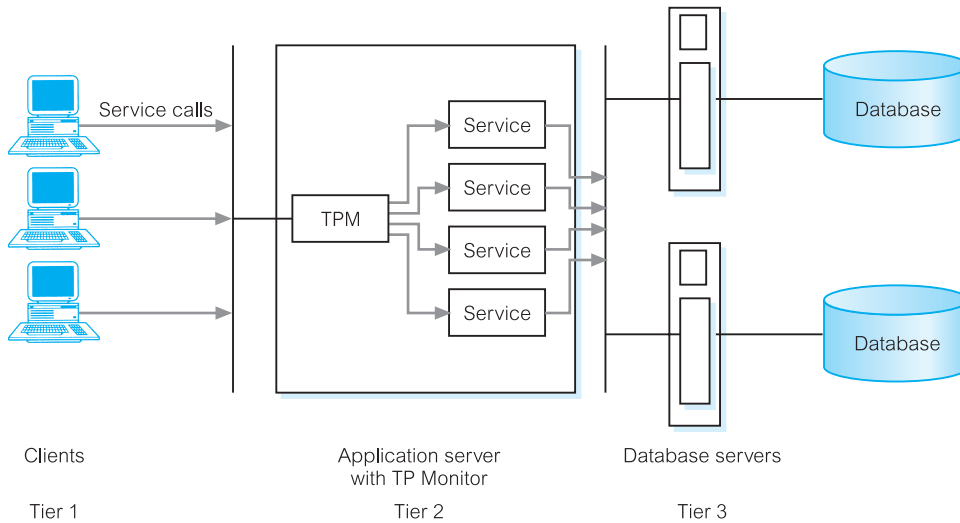 Service calls
TPM
Service
Service
Service
Service
Database
Database
Clients
Application server
with TP Monitor
Database servers
Tier 1
Tier 2
Tier 3